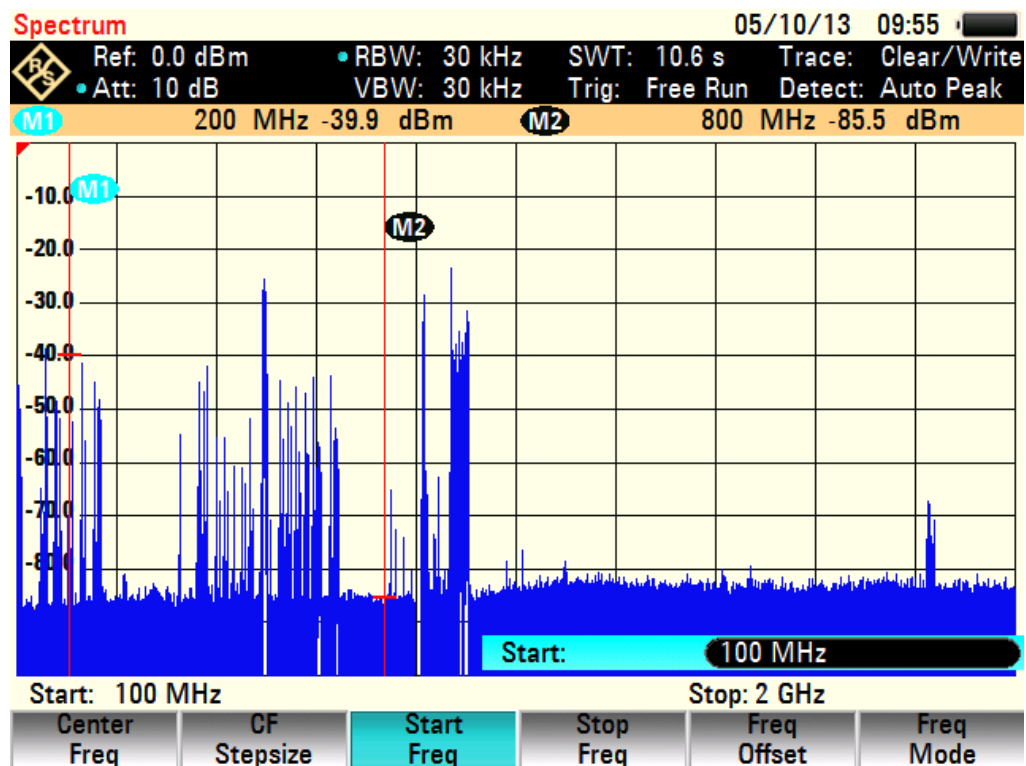 Spectrum 05/10/13 09:55
Ref: 0.0 dBm RBW: 30 kHz SWT: 10.6 s Trace: Clear/Write
Att: 10 dB VBW: 30 kHz Trig: Free Run Detect: Auto Peak
M1 200 MHz -39.9 dBm M2 800 MHz -85.5 dBm
-10.0 M1
M2
-20.0
-30.0
-40.0
-50.0
-60.0
-70.0
-80.0
Start: 100 MHz
Start: 100 MHz Stop: 2 GHz
Center Freq CF Stepsize Start Freq Stop Freq Freq Offset Freq Mode